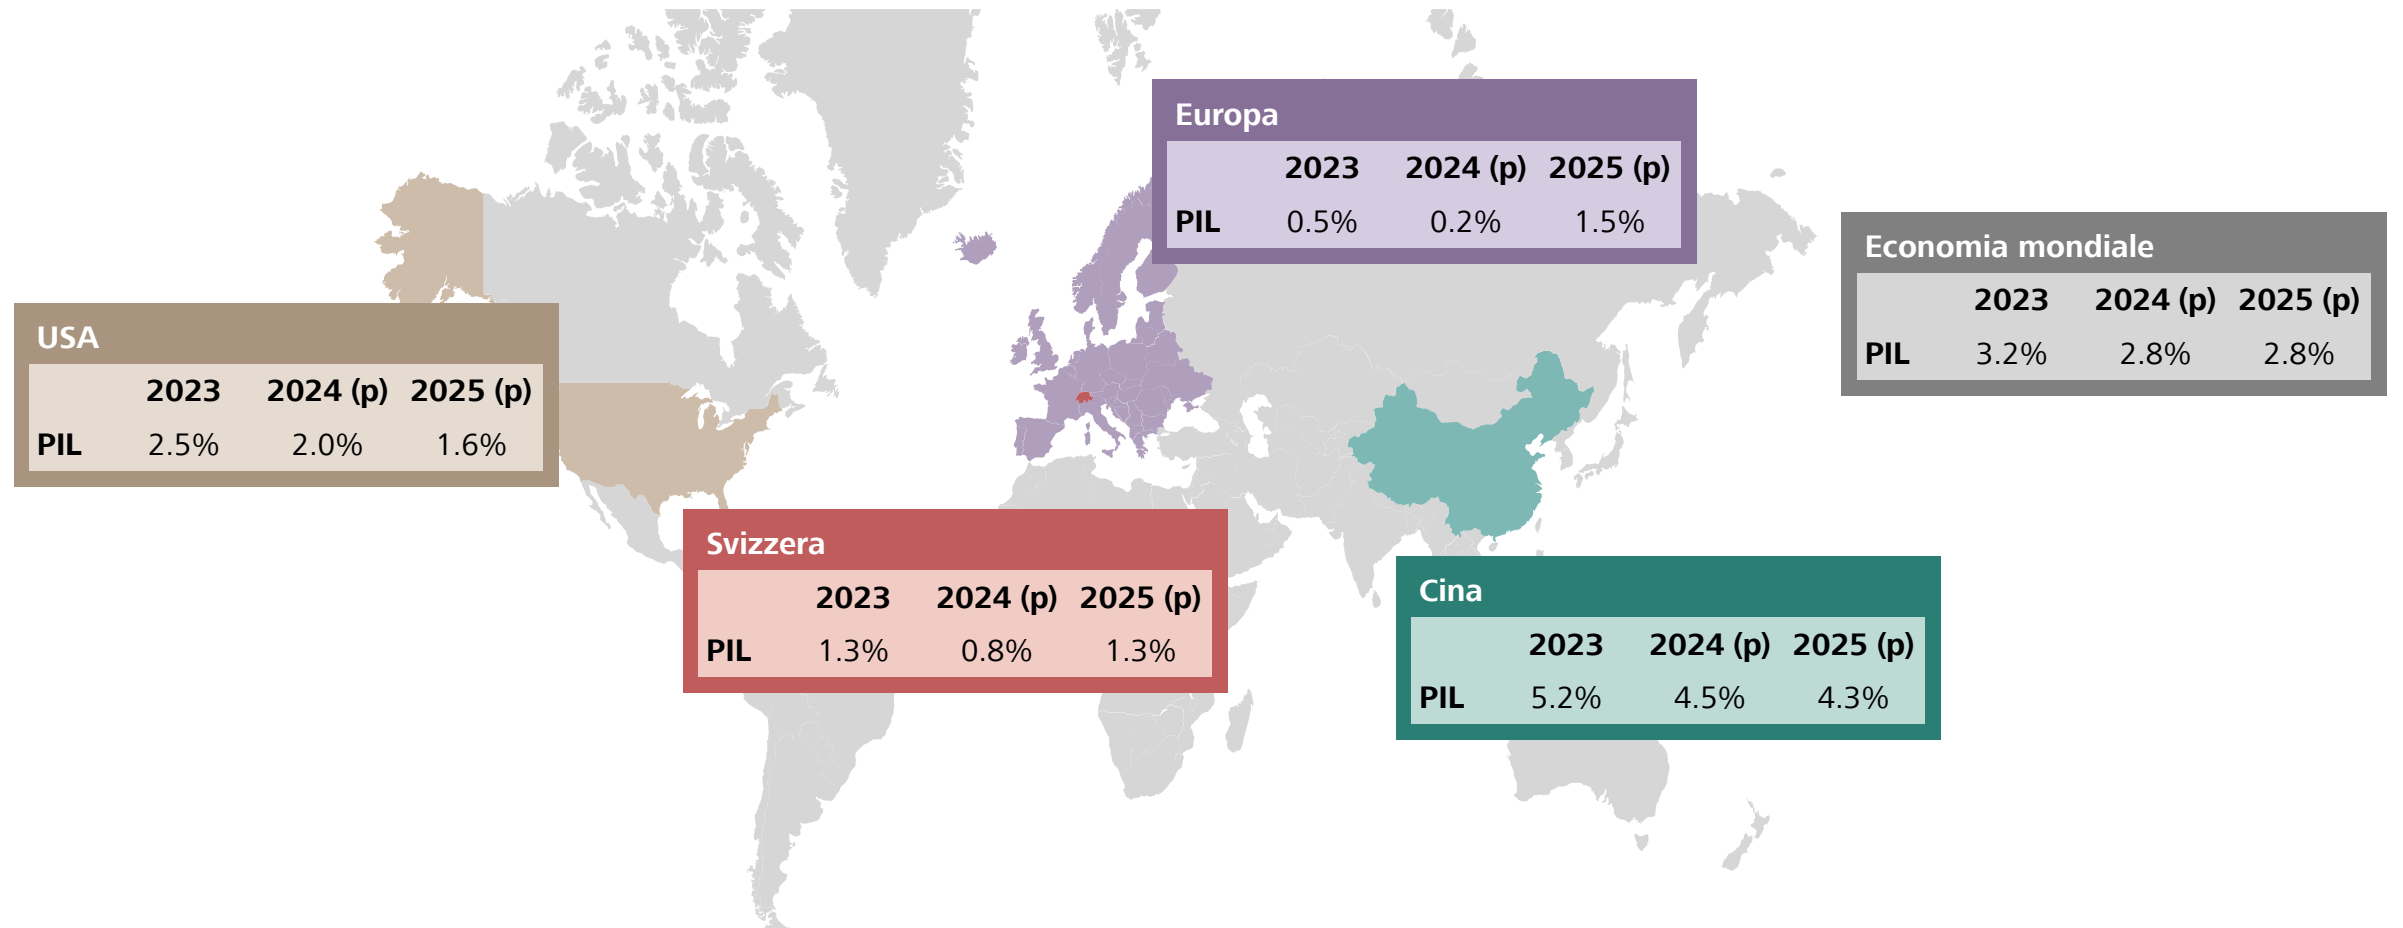 Europa
2023 2024 (p) 2025 (p)
PIL 0.5% 0.2% 1.5%
Economia mondiale
2023 2024 (p) 2025 (p)
PIL 3.2% 2.8% 2.8%
USA
2023 2024 (p) 2025 (p)
PIL 2.5% 2.0% 1.6%
Svizzera
2023 2024 (p) 2025 (p)
PIL 1.3% 0.8% 1.3%
Cina
2023 2024 (p) 2025 (p)
PIL 5.2% 4.5% 4.3%